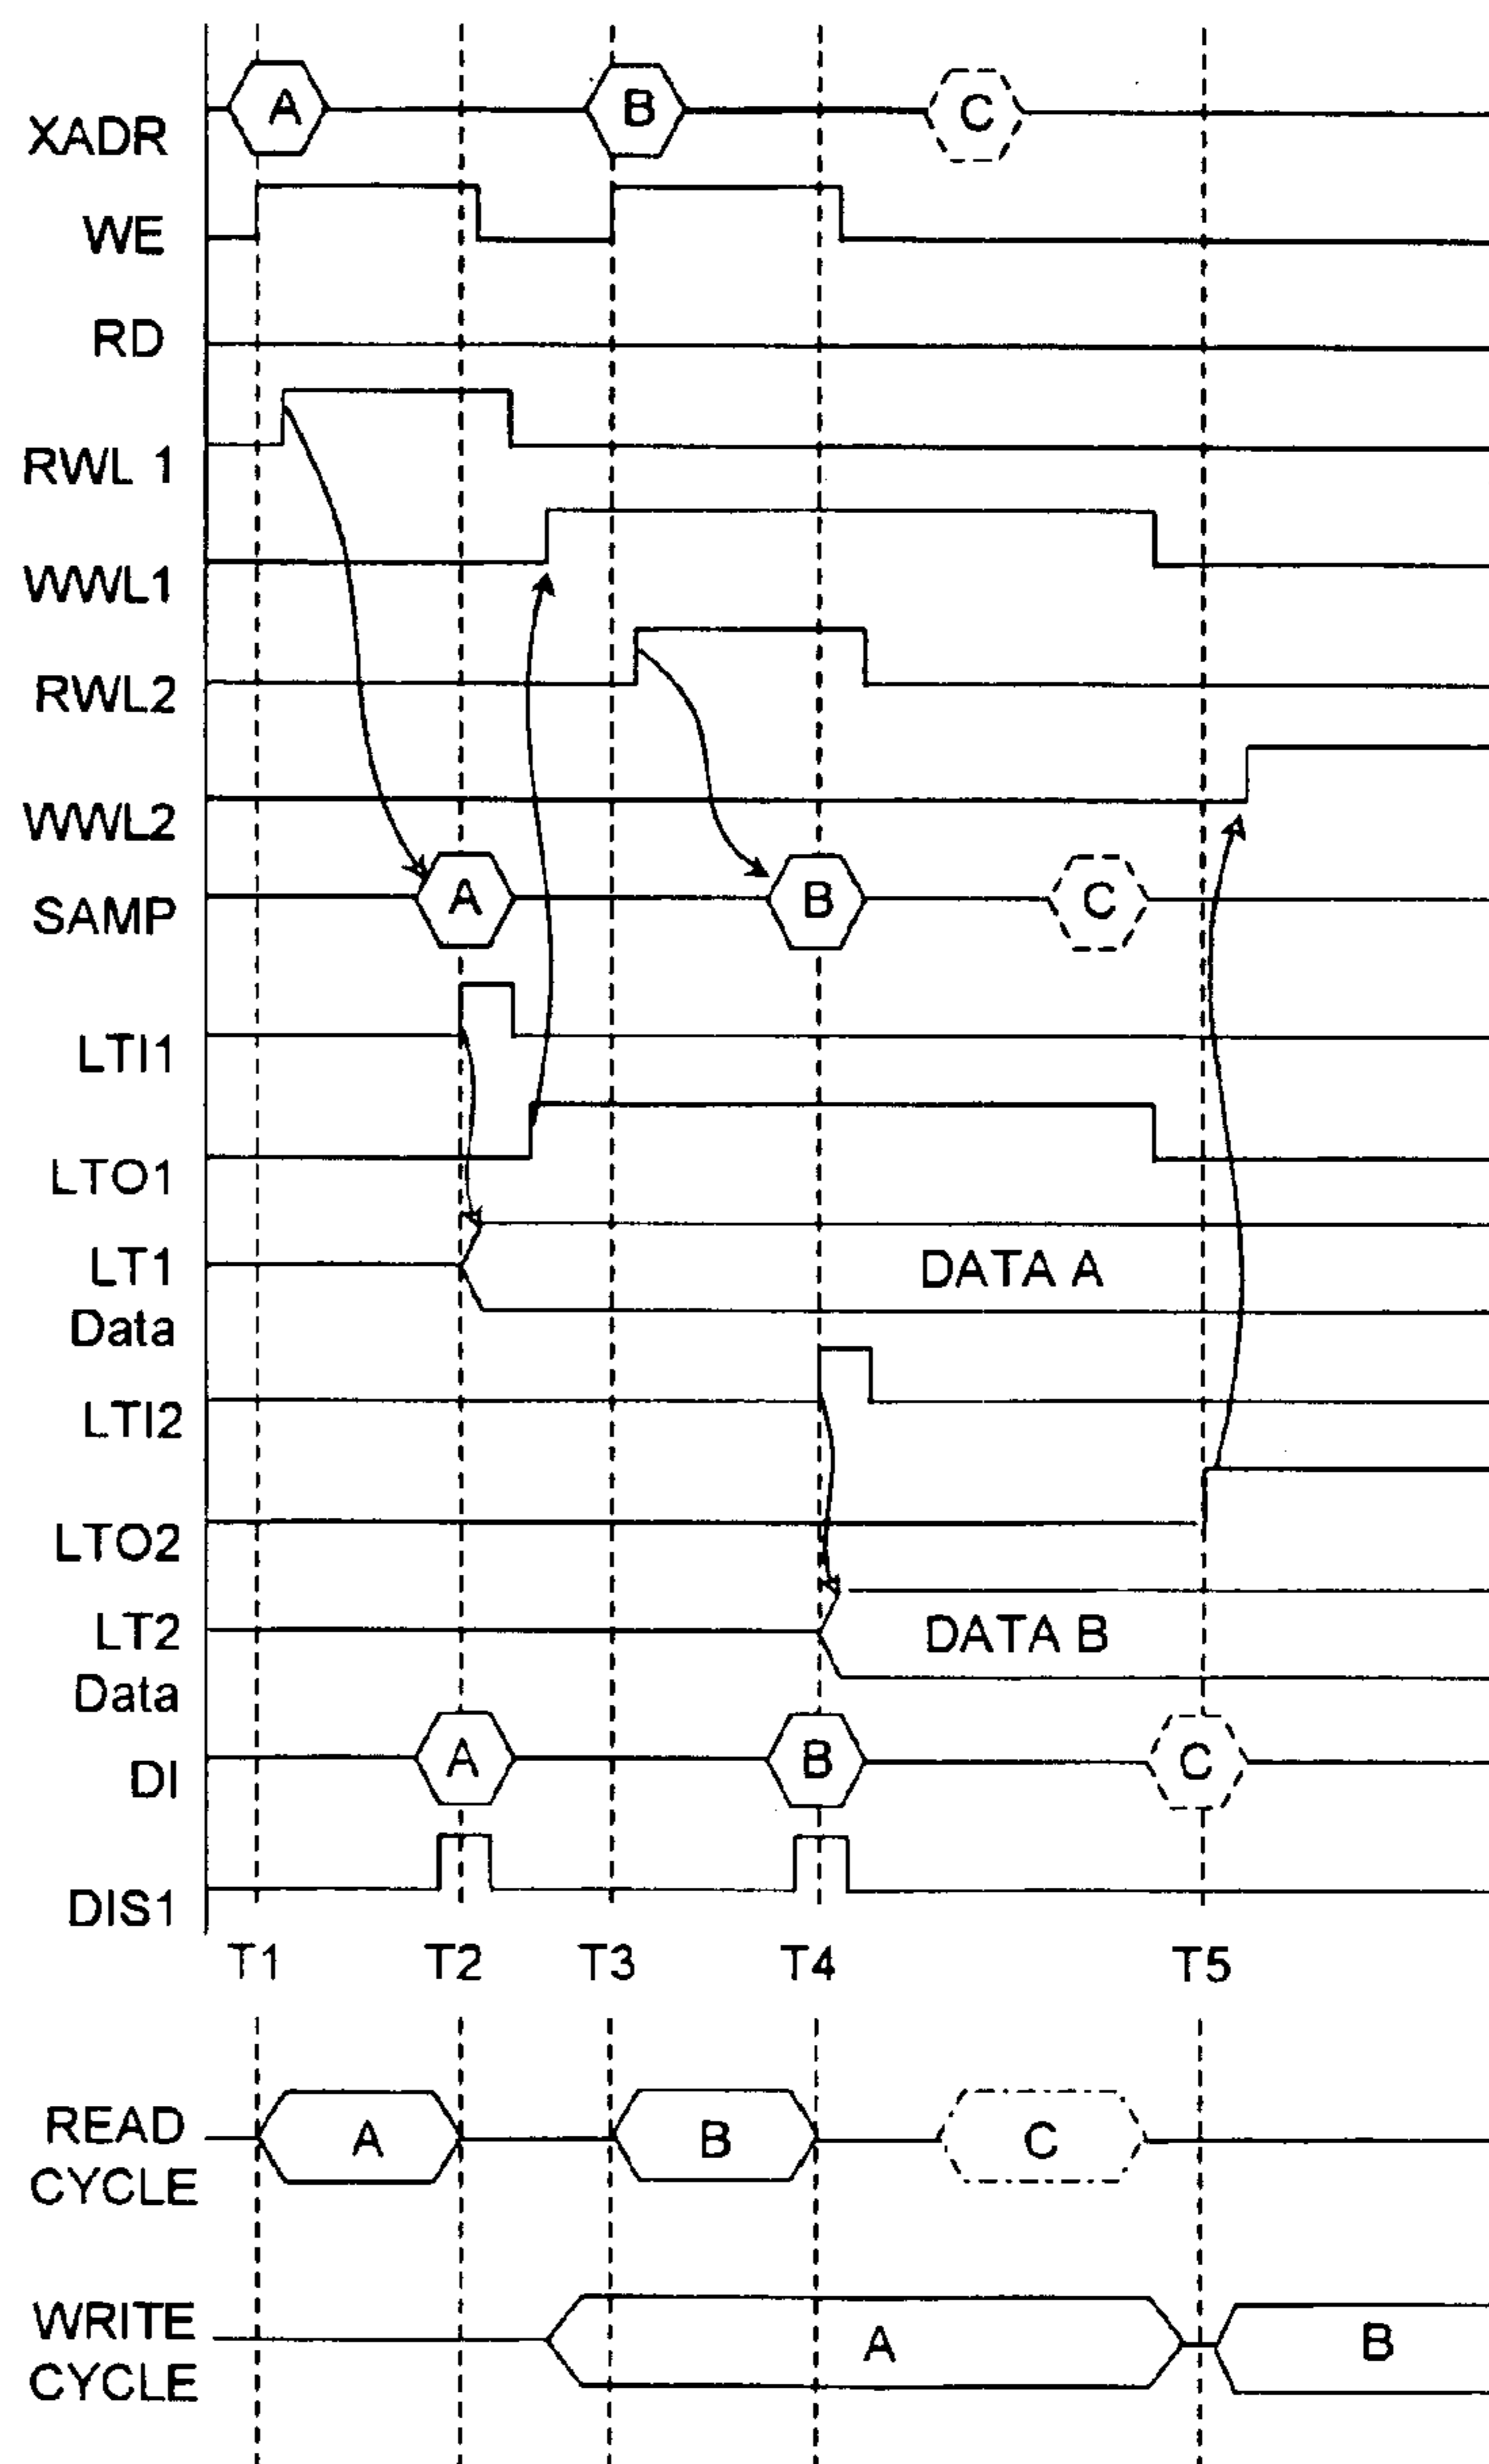 XADR A B C
WE
RD
RWL 1
WWL1
RWL2
WWL2
SAMP A B C
LTI1
LTO1
LT1 DATA A
Data
LTI2
LTO2
LT2 DATA B
Data
DI A B C
DIS1
T1 T2 T3 T4 T5
READ A B C
CYCLE
WRITE A B
CYCLE